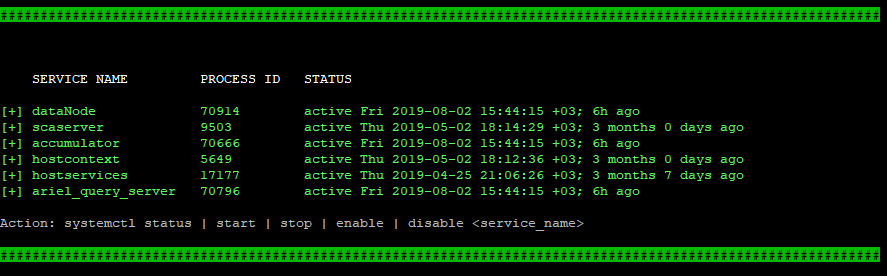 ##############################################################################################################
SERVICE NAME PROCESS ID STATUS
[+] dataNode 70914 active Fri 2019-08-02 15:44:15 +03; 6h ago
[+] scaserver 9503 active Thu 2019-05-02 18:14:29 +03; 3 months 0 days ago
[+] accumulator 70666 active Fri 2019-08-02 15:44:15 +03; 6h ago
[+] hostcontext 5649 active Thu 2019-05-02 18:12:36 +03; 3 months 0 days ago
[+] hostservices 17177 active Thu 2019-04-25 21:06:26 +03; 3 months 7 days ago
[+] ariel_query_server 70796 active Fri 2019-08-02 15:44:15 +03; 6h ago
Action: systemctl status | start | stop | enable | disable <service_name>
##############################################################################################################